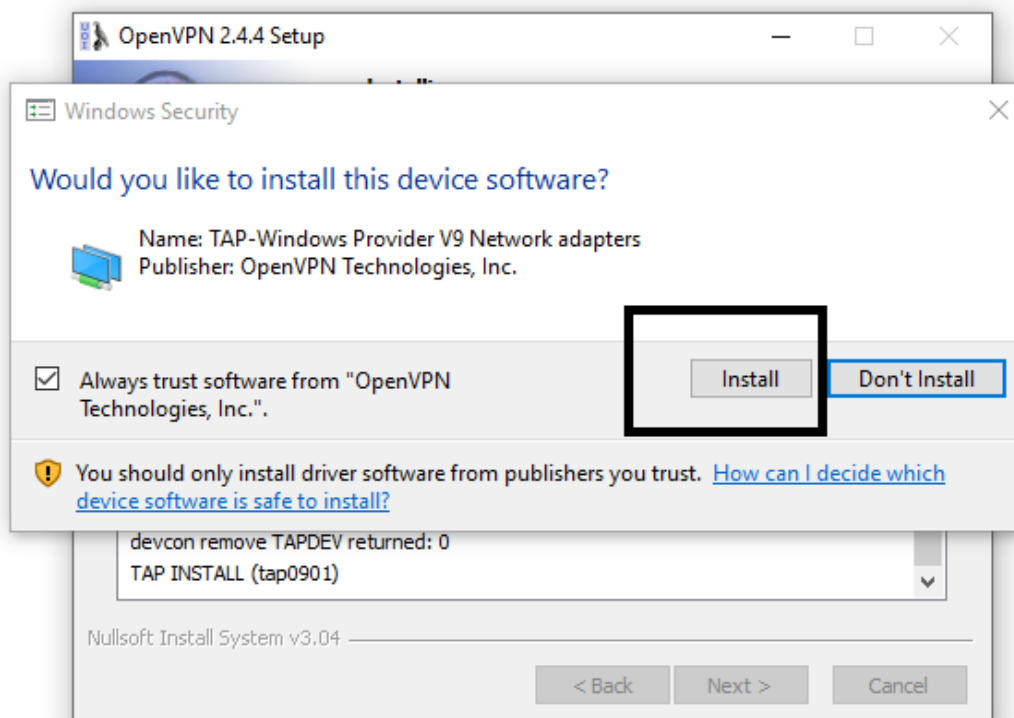 OpenVPN 2.4.4 Setup
Windows Security
Would you like to install this device software?
Name: TAP-Windows Provider V9 Network adapters
Publisher: OpenVPN Technologies, Inc.
Always trust software from "OpenVPN
Technologies, Inc.".
Install
Don't Install
You should only install driver software from publishers you trust. How can I decide which
device software is safe to install?
devcon remove TAPDEV returned: 0
TAP INSTALL (tap0901)
Nullsoft Install System v3.04
< Back
Next >
Cancel